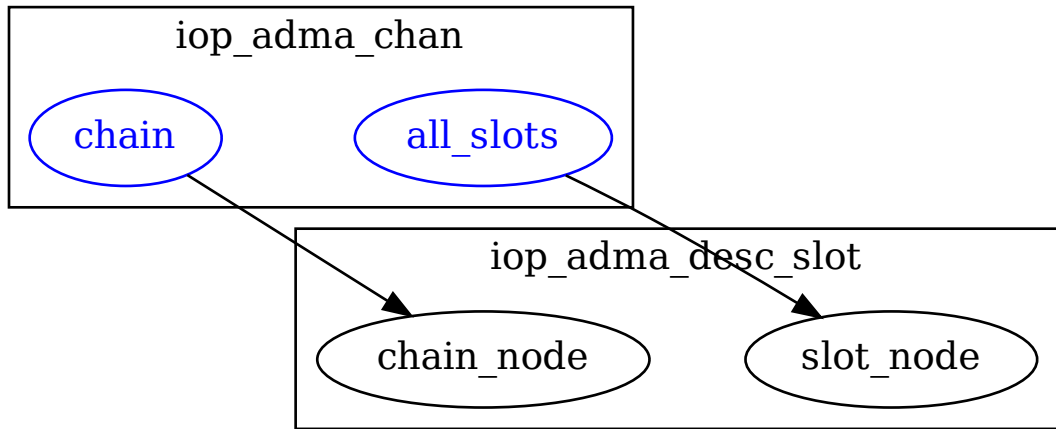 iop_adma_chan
chain
all_slots
iop_adma_desc_slot
chain_node
slot_node